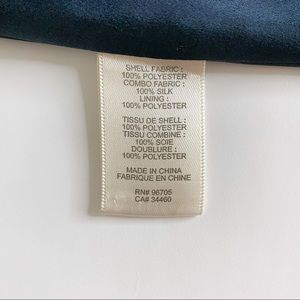 SHELL FABRIC :
100% POLYESTER
COMBO FABRIC :
100% SILK
LINING :
100% POLYESTER
TISSU DE SHELL :
100% POLYESTER
TISSU COMBINE :
100% SOIE
DOUBLURE :
100% POLYESTER
MADE IN CHINA
FABRIQUE EN CHINE
RN# 96705
CA# 34460